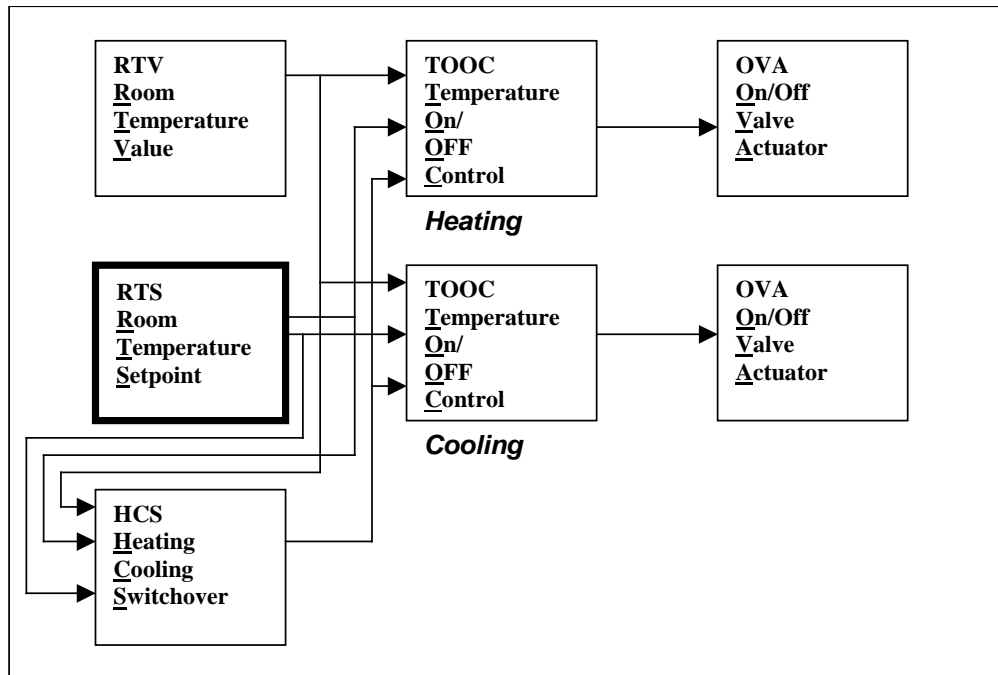 RTV
Room
Temperature
Value
TOOC
Temperature
On/
OFF
Control
Heating
OVA
On/Off
Valve
Actuator
RTS
Room
Temperature
Setpoint
TOOC
Temperature
On/
OFF
Control
Cooling
OVA
On/Off
Valve
Actuator
HCS
Heating
Cooling
Switchover